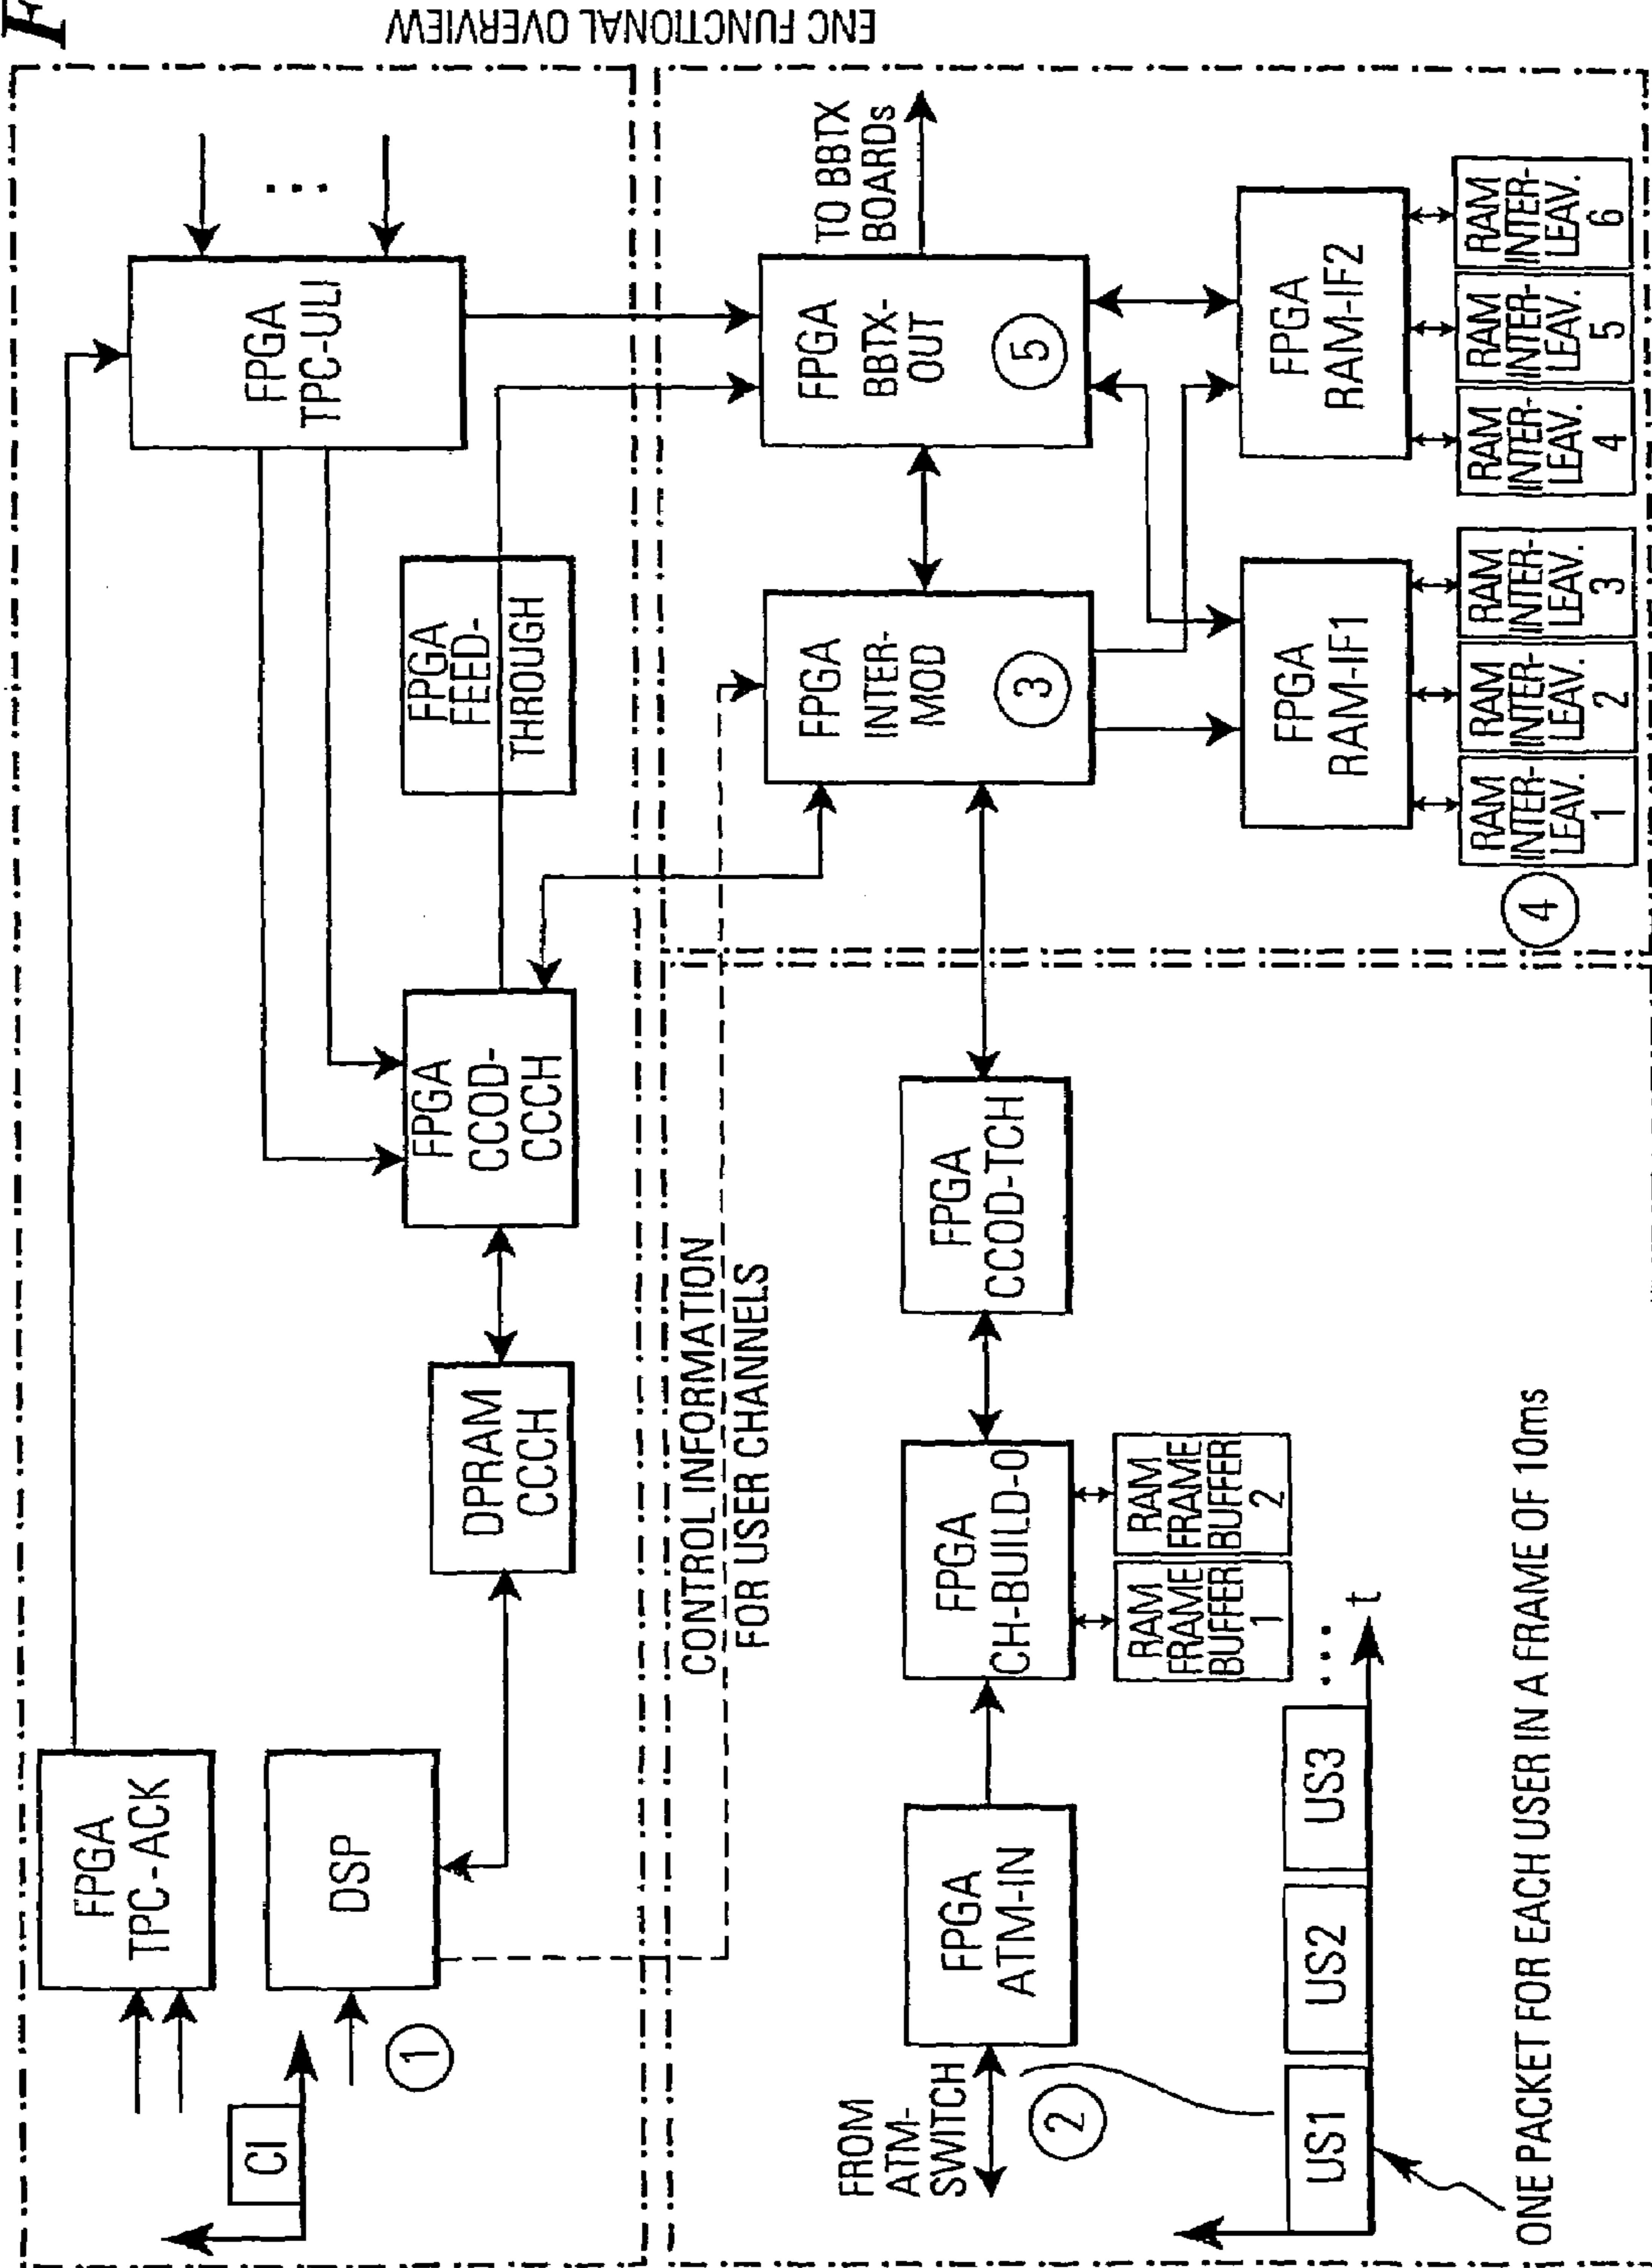 F
ENC FUNCTIONAL OVERVIEW
FPGA
TPC-ACK
FPGA
TPC-ULI
CI
1
DSP
DPRAM
CCCH
FPGA
CCOD-
CCCH
FPGA
FEED-
THROUGH
CONTROL INFORMATION
FOR USER CHANNELS
FROM
ATM-
SWITCH
2
FPGA
ATM-IN
FPGA
CH-BUILD-0
RAM
FRAME
BUFFER
1
RAM
FRAME
BUFFER
2
FPGA
CCOD-TCH
FPGA
INTER-
MOD
3
FPGA
BBTX-
OUT
5
TO BBTX
BOARDs
FPGA
RAM-IF1
FPGA
RAM-IF2
4
RAM
INTER-
LEAV.
1
RAM
INTER-
LEAV.
2
RAM
INTER-
LEAV.
3
RAM
INTER-
LEAV.
4
RAM
INTER-
LEAV.
5
RAM
INTER-
LEAV.
6
US1
US2
US3
...
t
ONE PACKET FOR EACH USER IN A FRAME OF 10ms